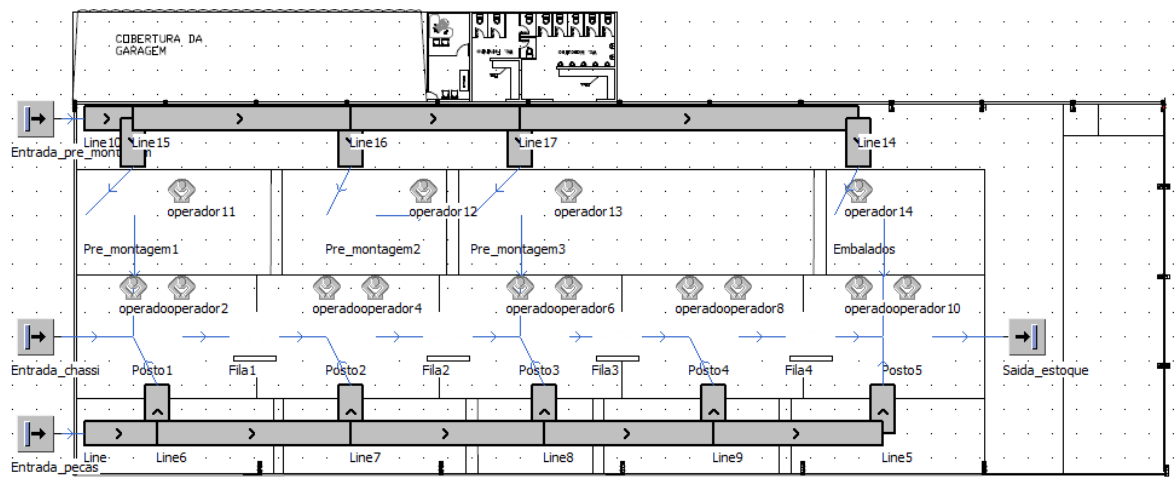 COBERTURA DA
GARAGEM
Line10 Line15 Line16 Line17 Line14
Entrada_pre_mont
operador11 operador12 operador13 operador14
Pre_montagem1 Pre_montagem2 Pre_montagem3 Embalados
operadooperador2 operadooperador4 operadooperador6 operadooperador8 operadooperador10
Entrada_chassi Posto1 Fila1 Posto2 Fila2 Posto3 Fila3 Posto4 Fila4 Posto5 Saida_estoque
Line Line6 Line7 Line8 Line9 Line5
Entrada_pecas